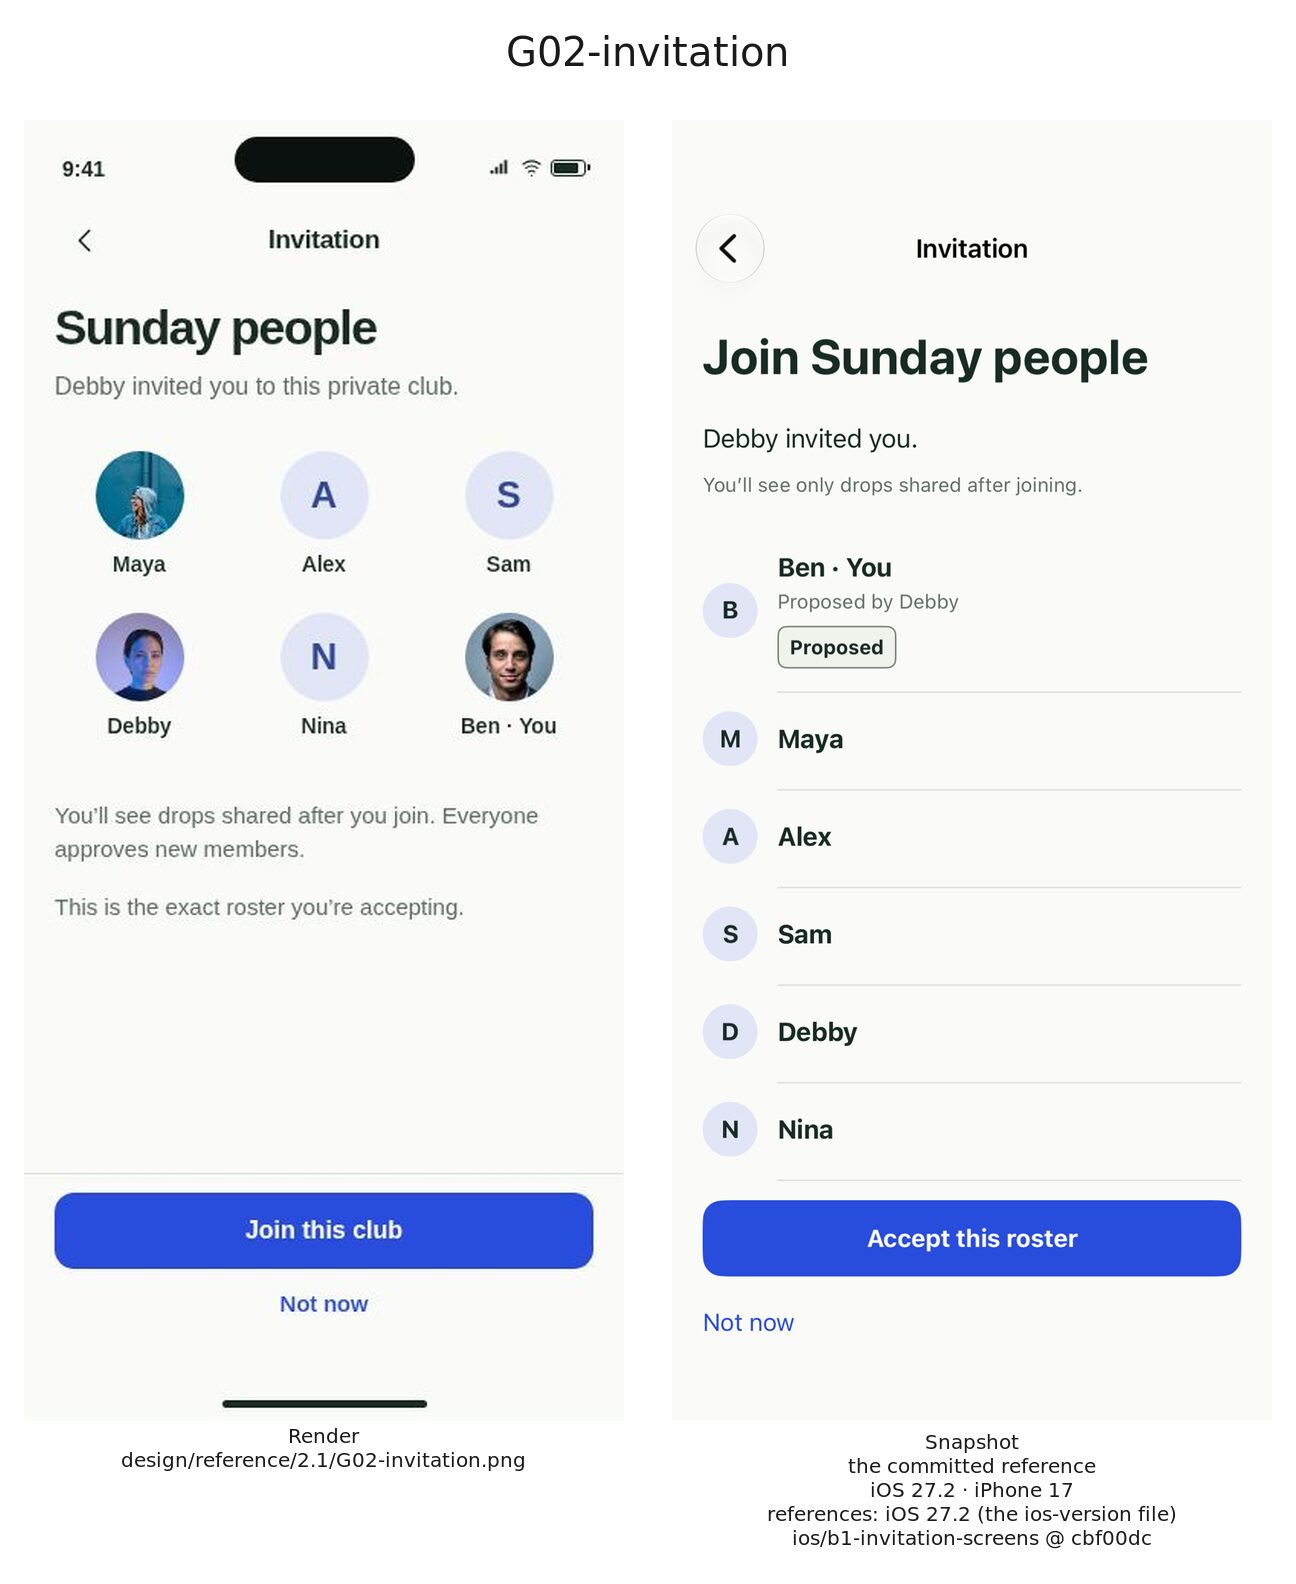 G02-invitation
9:41
Invitation
Sunday people
Debby invited you to this private club.
A
S
Maya
Alex
Sam
N
Debby
Nina
Ben · You
You’ll see drops shared after you join. Everyone
approves new members.
This is the exact roster you’re accepting.
Join this club
Not now
Render
design/reference/2.1/G02-invitation.png
Invitation
Join Sunday people
Debby invited you.
You’ll see only drops shared after joining.
B
Ben · You
Proposed by Debby
Proposed
M
Maya
A
Alex
S
Sam
D
Debby
N
Nina
Accept this roster
Not now
Snapshot
the committed reference
iOS 27.2 · iPhone 17
references: iOS 27.2 (the ios-version file)
ios/b1-invitation-screens @ cbf00dc